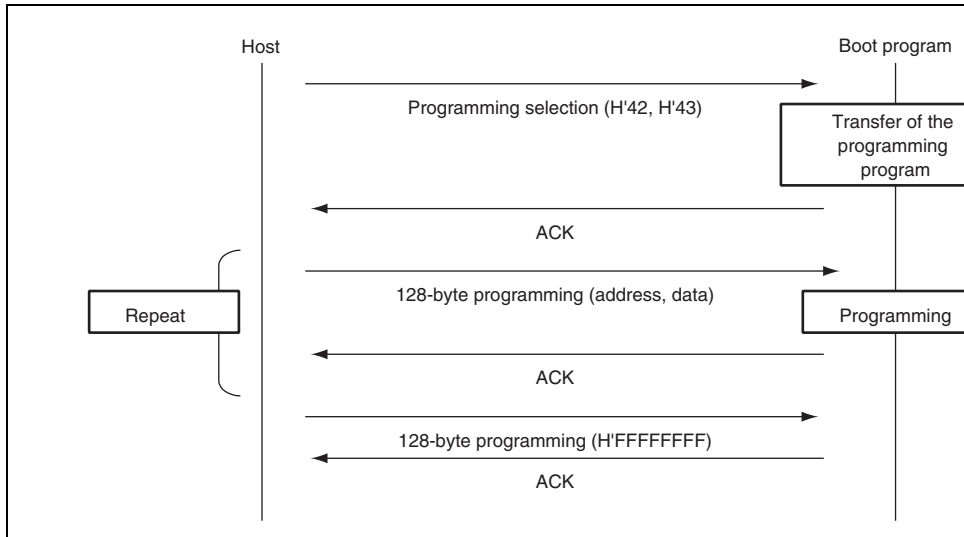 Host
Boot program
Programming selection (H'42, H'43)
Transfer of the
programming
program
ACK
128-byte programming (address, data)
Repeat
Programming
ACK
128-byte programming (H'FFFFFFFF)
ACK